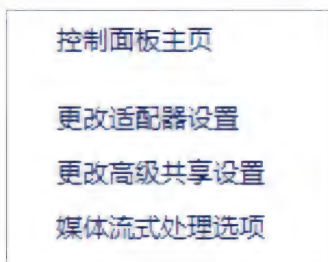 控制面板主页
更改适配器设置
更改高级共享设置
媒体流式处理选项